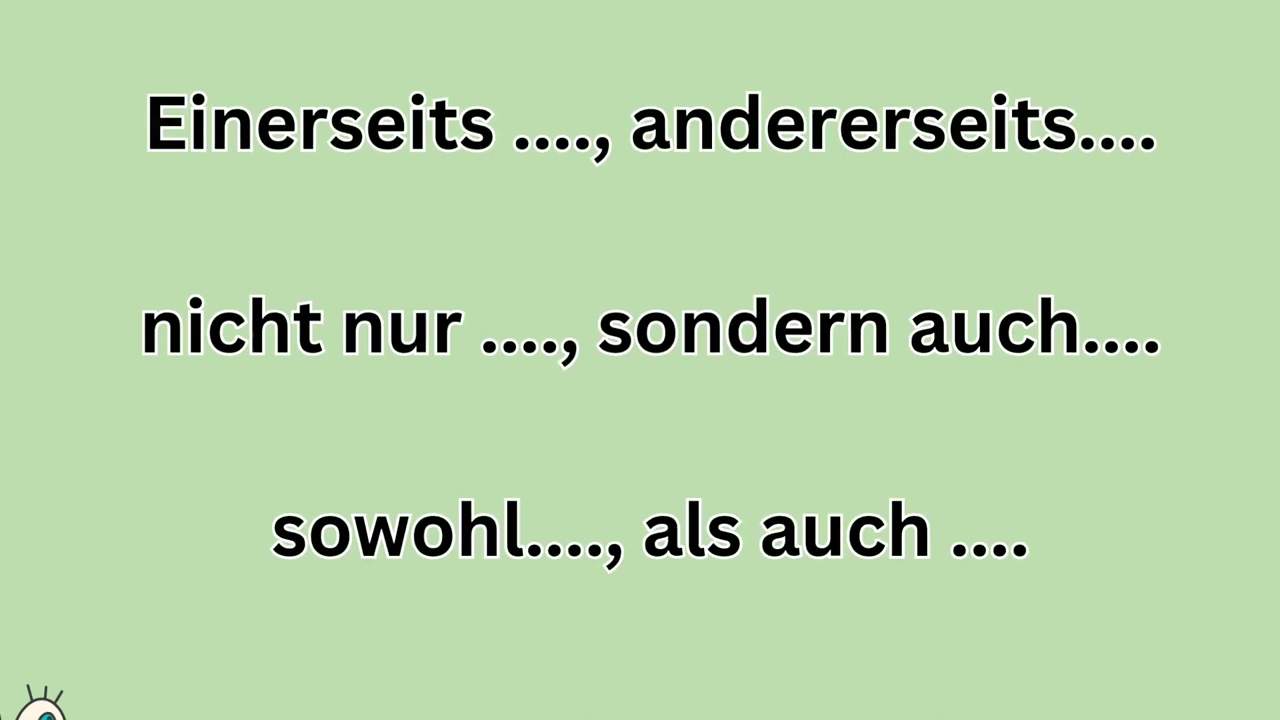 Einerseits ...., andererseits....
nicht nur ...., sondern auch....
sowohl...., als auch ....